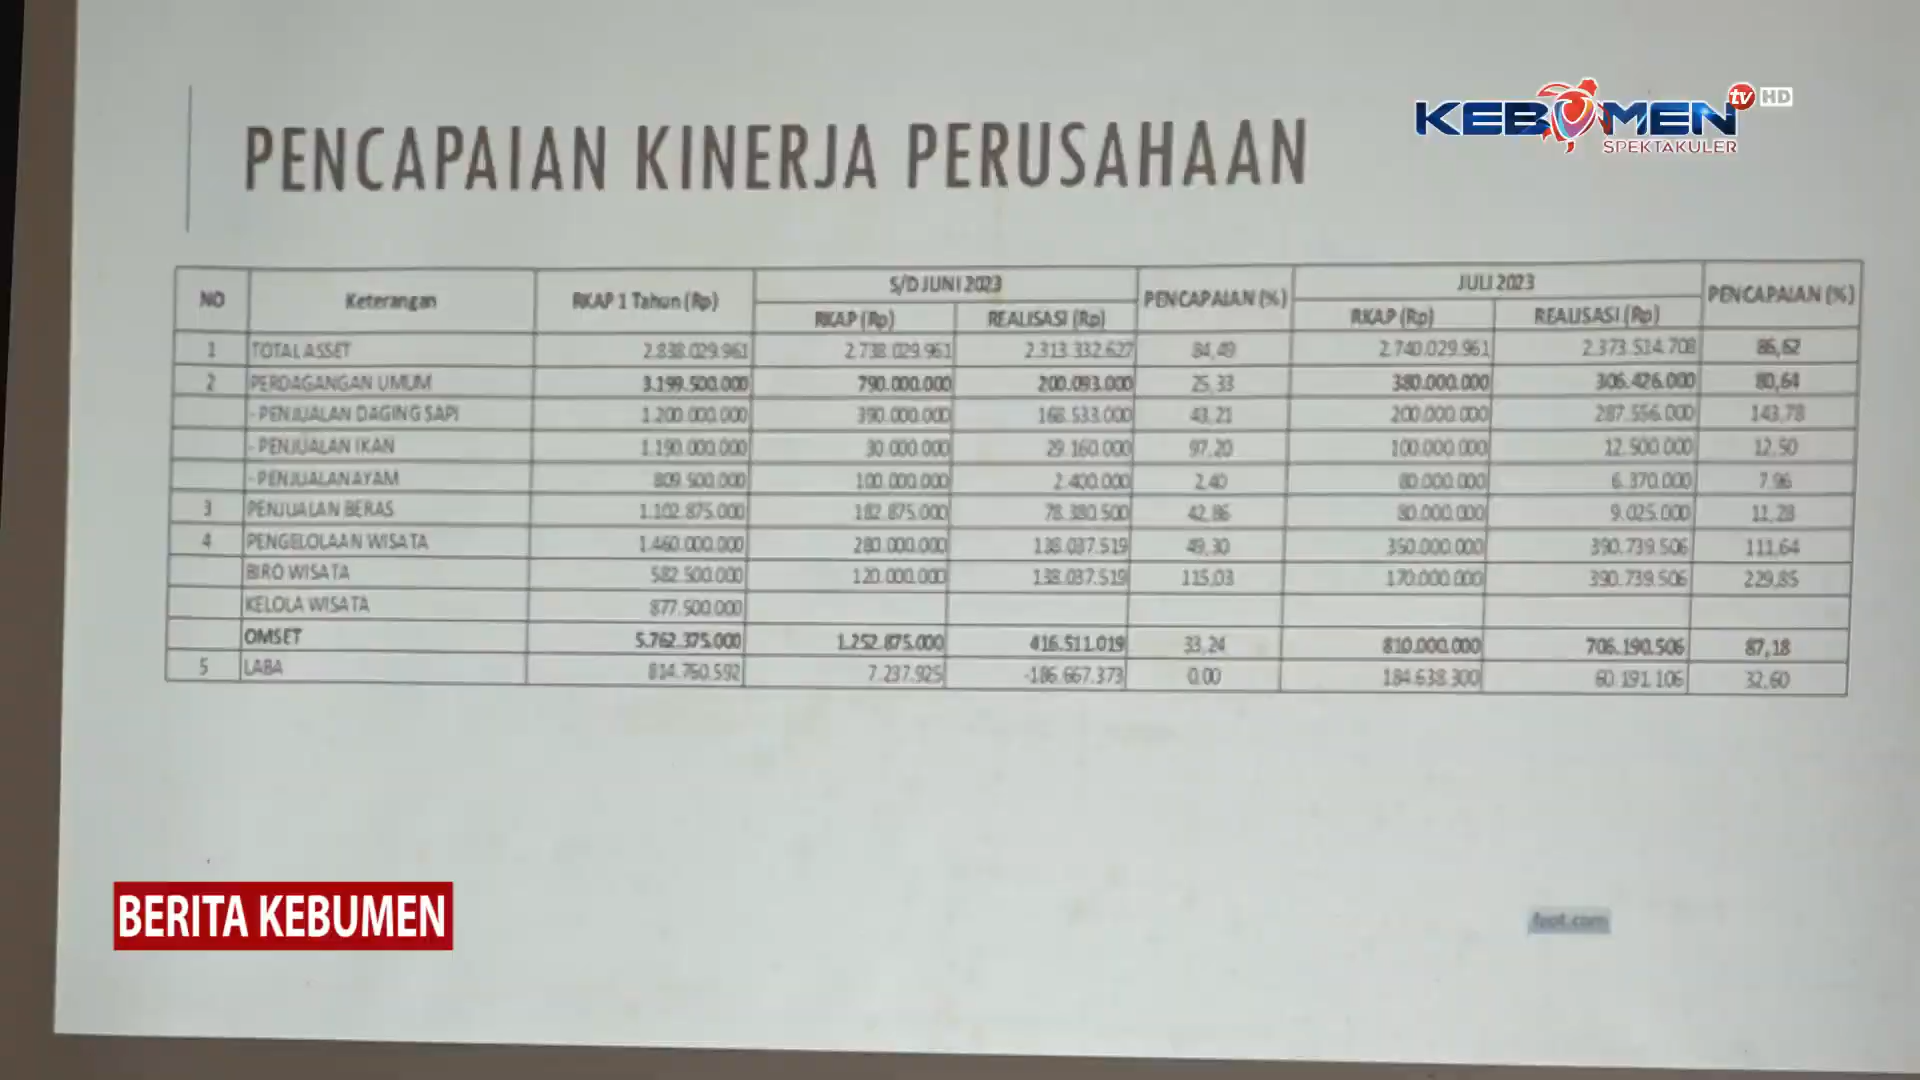 KEBUMEN tv HD
SPEKTAKULER
PENCAPAIAN KINERJA PERUSAHAAN
NO Keterangan RKAP 1 Tahun (Rp) S/D JUNI 2023 PENCAPAIAN (%) JULI 2023 PENCAPAIAN (%)
RKAP (Rp) REALISASI (Rp) RKAP (Rp) REALISASI (Rp)
1 TOTAL ASSET 2.838.029.961 2.738.029.961 2.313.332.627 84,49 2.740.029.961 2.373.514.708 86,62
2 PERDAGANGAN UMUM 3.199.500.000 790.000.000 200.093.000 25,33 380.000.000 306.426.000 80,64
- PENJUALAN DAGING SAPI 1.200.000.000 390.000.000 168.533.000 43,21 200.000.000 287.556.000 143,78
- PENJUALAN IKAN 1.190.000.000 30.000.000 29.160.000 97,20 100.000.000 12.500.000 12,50
- PENJUALAN AYAM 809.500.000 100.000.000 2.400.000 2,40 80.000.000 6.370.000 7,96
3 PENJUALAN BERAS 1.102.875.000 182.875.000 78.380.500 42,86 80.000.000 9.025.000 11,28
4 PENGELOLAAN WISATA 1.460.000.000 280.000.000 138.037.519 49,30 350.000.000 390.739.506 111,64
BIRO WISATA 582.500.000 120.000.000 138.037.519 115,03 170.000.000 390.739.506 229,85
KELOLA WISATA 877.500.000
OMSET 5.762.375.000 1.252.875.000 416.511.019 33,24 810.000.000 706.190.506 87,18
5 LABA 814.760.592 7.237.925 -186.667.373 0.00 184.638.300 60.191.106 32,60
BERITA KEBUMEN